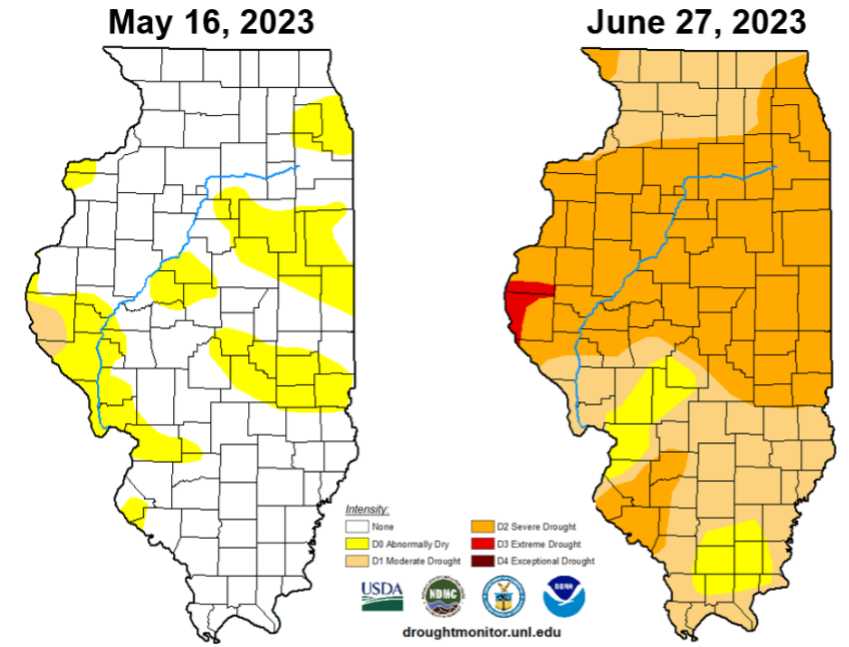 May 16, 2023
June 27, 2023
Intensity:
None
D0 Abnormally Dry
D1 Moderate Drought
D2 Severe Drought
D3 Extreme Drought
D4 Exceptional Drought
USDA
NDMC
droughtmonitor.unl.edu